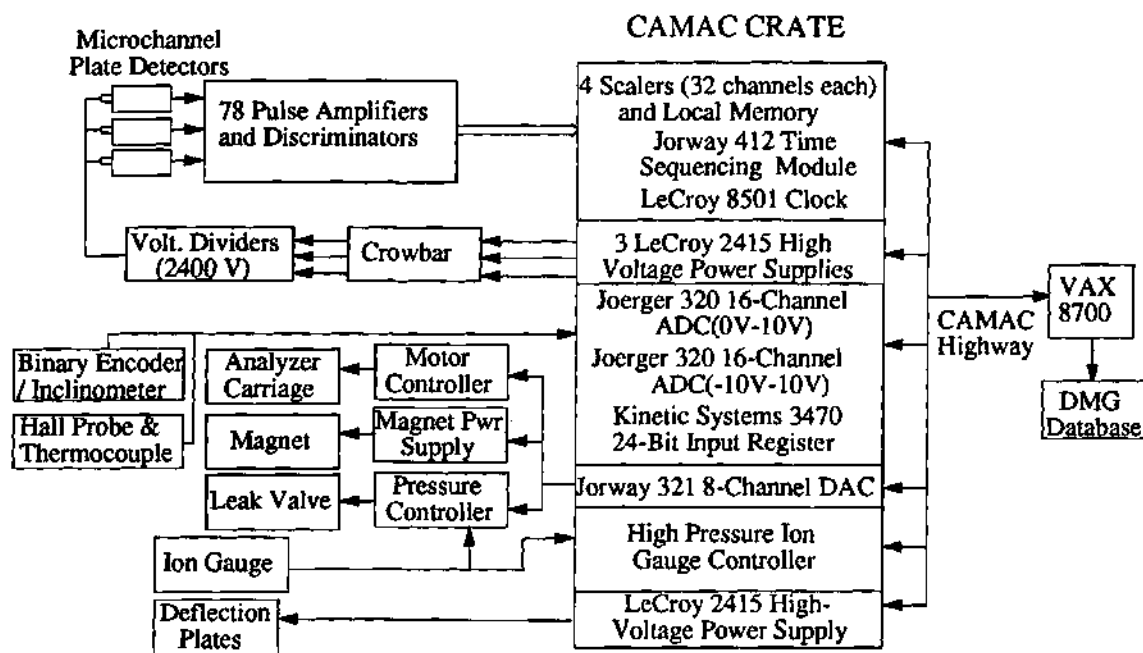 CAMAC CRATE
Microchannel
Plate Detectors
78 Pulse Amplifiers
and Discriminators
4 Scalers (32 channels each)
and Local Memory
Jorway 412 Time
Sequencing Module
LeCroy 8501 Clock
Volt. Dividers
(2400 V)
Crowbar
3 LeCroy 2415 High
Voltage Power Supplies
Joerger 320 16-Channel
ADC(0V-10V)
Joerger 320 16-Channel
ADC(-10V-10V)
Kinetic Systems 3470
24-Bit Input Register
CAMAC
Highway
VAX
8700
DMG
Database
Binary Encoder
/ Inclinometer
Hall Probe &
Thermocouple
Analyzer
Carriage
Motor
Controller
Magnet
Magnet Pwr
Supply
Leak Valve
Pressure
Controller
Jorway 321 8-Channel DAC
Ion Gauge
High Pressure Ion
Gauge Controller
Deflection
Plates
LeCroy 2415 High-
Voltage Power Supply